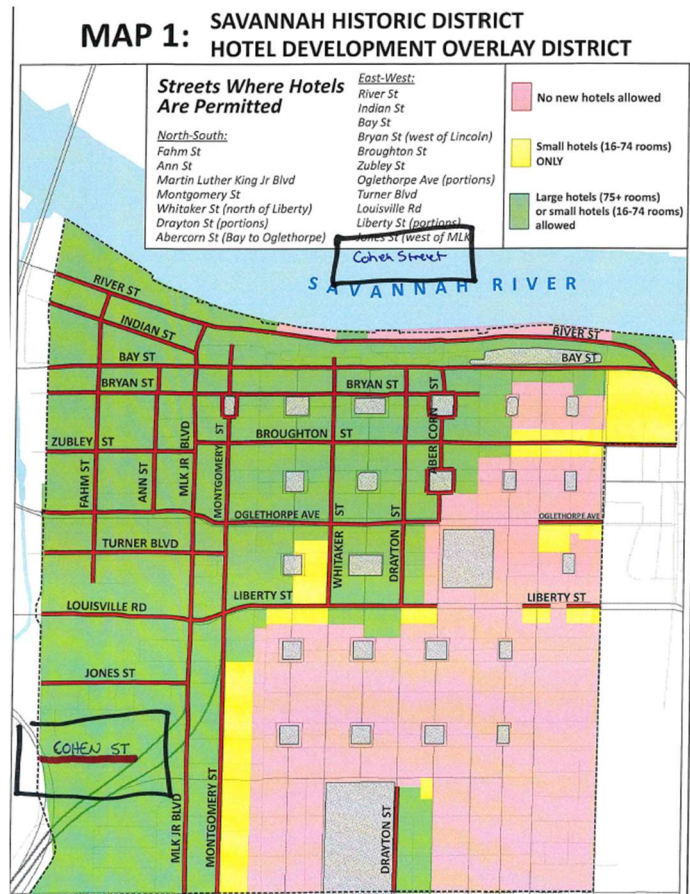 MAP 1:
SAVANNAH HISTORIC DISTRICT
HOTEL DEVELOPMENT OVERLAY DISTRICT
Streets Where Hotels
Are Permitted
North-South:
Fahm St
Ann St
Martin Luther King Jr Blvd
Montgomery St
Whitaker St (north of Liberty)
Drayton St (portions)
Abercorn St (Bay to Oglethorpe)
East-West:
River St
Indian St
Bay St
Bryan St (west of Lincoln)
Broughton St
Zubley St
Oglethorpe Ave (portions)
Turner Blvd
Louisville Rd
Liberty St (portions)
Jones St (west of MLK
Cohen Street
No new hotels allowed
Small hotels (16-74 rooms)
ONLY
Large hotels (75+ rooms)
or small hotels (16-74 rooms)
allowed
SAVANNAH RIVER
RIVER ST
INDIAN ST
RIVER ST
BAY ST
BAY ST
BRYAN ST
BRYAN ST
ABERCORN ST
ZUBLEY ST
BROUGHTON ST
FAHM ST
ANN ST
MLK JR BLVD
MONTGOMERY ST
OGLETHORPE AVE
OGLETHORPE AVE
WHITAKER ST
DRAYTON ST
TURNER BLVD
LIBERTY ST
LIBERTY ST
LOUISVILLE RD
JONES ST
COHEN ST
MLK JR BLVD
MONTGOMERY ST
DRAYTON ST